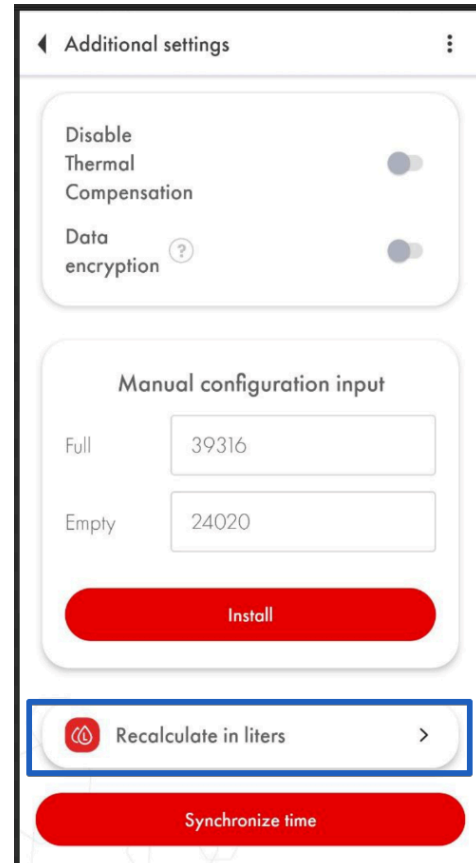 Additional settings
Disable
Thermal
Compensation
Data
encryption ?
Manual configuration input
Full 39316
Empty 24020
Install
Recalculate in liters
Synchronize time